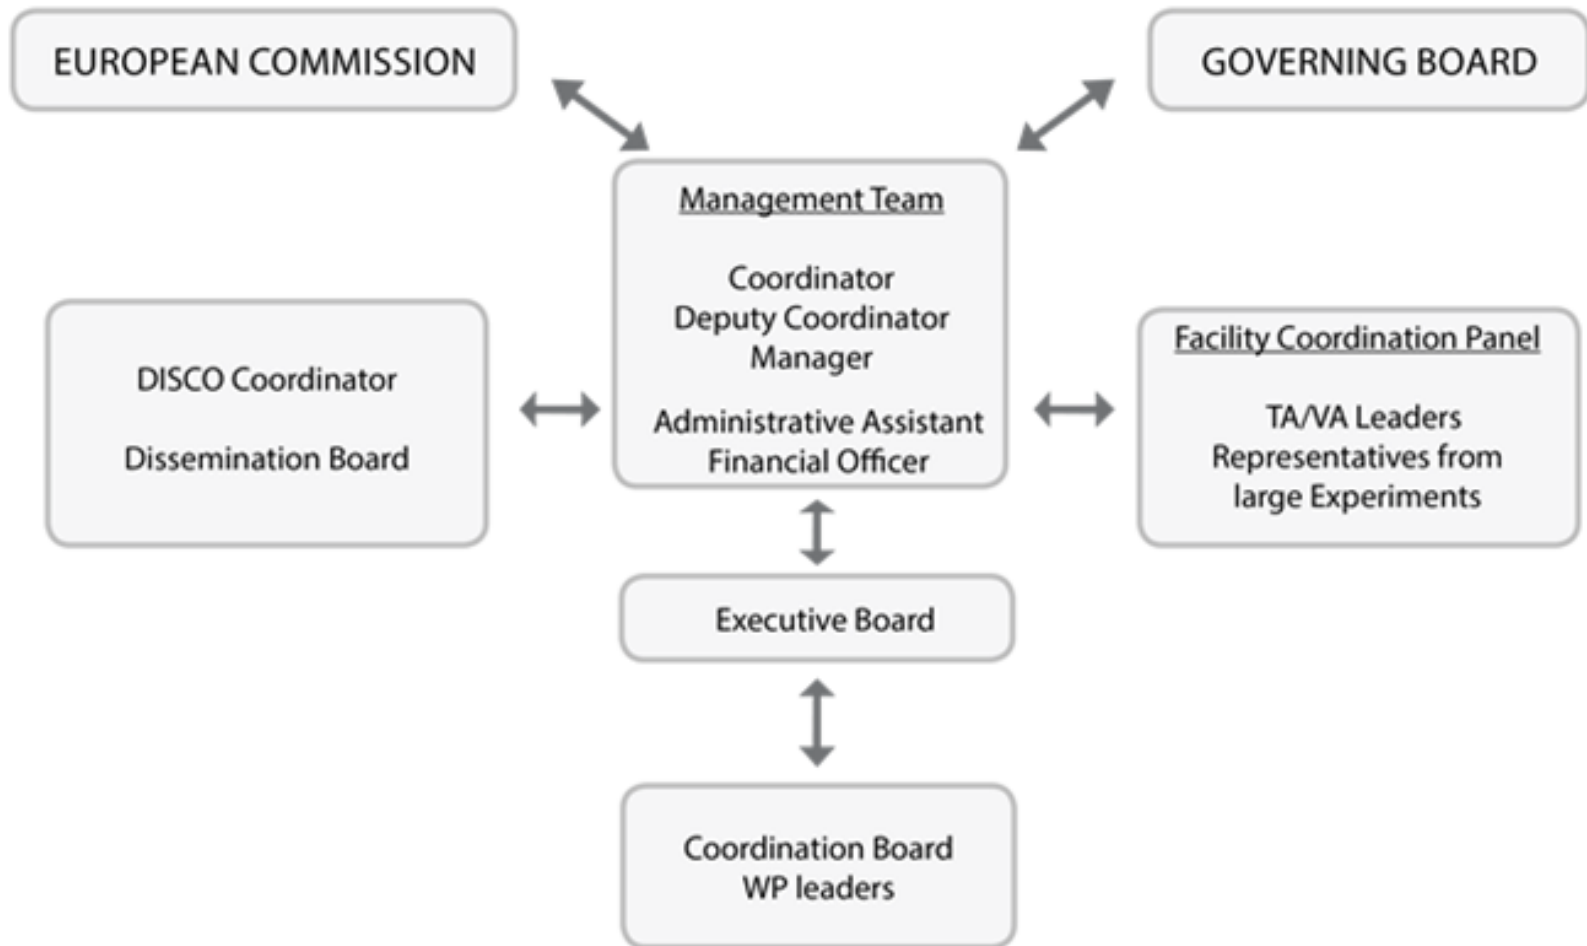 EUROPEAN COMMISSION
GOVERNING BOARD
Management Team
Coordinator
Deputy Coordinator
Manager
Administrative Assistant
Financial Officer
DISCO Coordinator
Dissemination Board
Facility Coordination Panel
TA/VA Leaders
Representatives from
large Experiments
Executive Board
Coordination Board
WP leaders